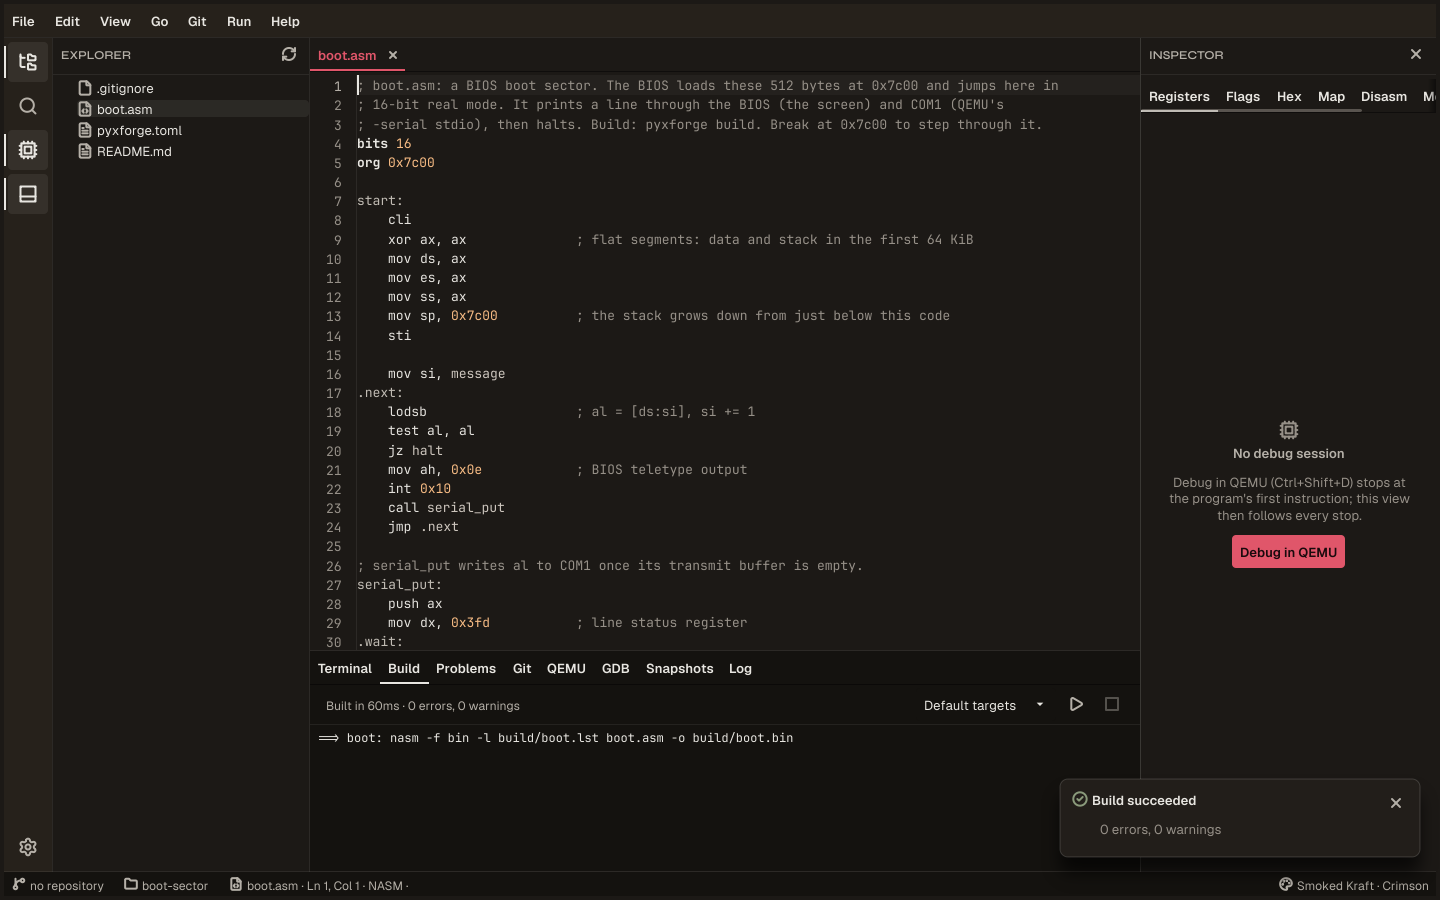 File Edit View Go Git Run Help
EXPLORER
.gitignore
boot.asm
pyxforge.toml
README.md
boot.asm
1 ; boot.asm: a BIOS boot sector. The BIOS loads these 512 bytes at 0x7c00 and jumps here in
2 ; 16-bit real mode. It prints a line through the BIOS (the screen) and COM1 (QEMU's
3 ; -serial stdio), then halts. Build: pyxforge build. Break at 0x7c00 to step through it.
4 bits 16
5 org 0x7c00
6
7 start:
8 cli
9 xor ax, ax ; flat segments: data and stack in the first 64 KiB
10 mov ds, ax
11 mov es, ax
12 mov ss, ax
13 mov sp, 0x7c00 ; the stack grows down from just below this code
14 sti
15
16 mov si, message
17 .next:
18 lodsb ; al = [ds:si], si += 1
19 test al, al
20 jz halt
21 mov ah, 0x0e ; BIOS teletype output
22 int 0x10
23 call serial_put
24 jmp .next
25
26 ; serial_put writes al to COM1 once its transmit buffer is empty.
27 serial_put:
28 push ax
29 mov dx, 0x3fd ; line status register
30 .wait:
Terminal Build Problems Git QEMU GDB Snapshots Log
Built in 60ms · 0 errors, 0 warnings
Default targets
==> boot: nasm -f bin -l build/boot.lst boot.asm -o build/boot.bin
INSPECTOR
Registers Flags Hex Map Disasm
No debug session
Debug in QEMU (Ctrl+Shift+D) stops at
the program's first instruction; this view
then follows every stop.
Debug in QEMU
Build succeeded
0 errors, 0 warnings
no repository boot-sector boot.asm · Ln 1, Col 1 · NASM ·
Smoked Kraft · Crimson